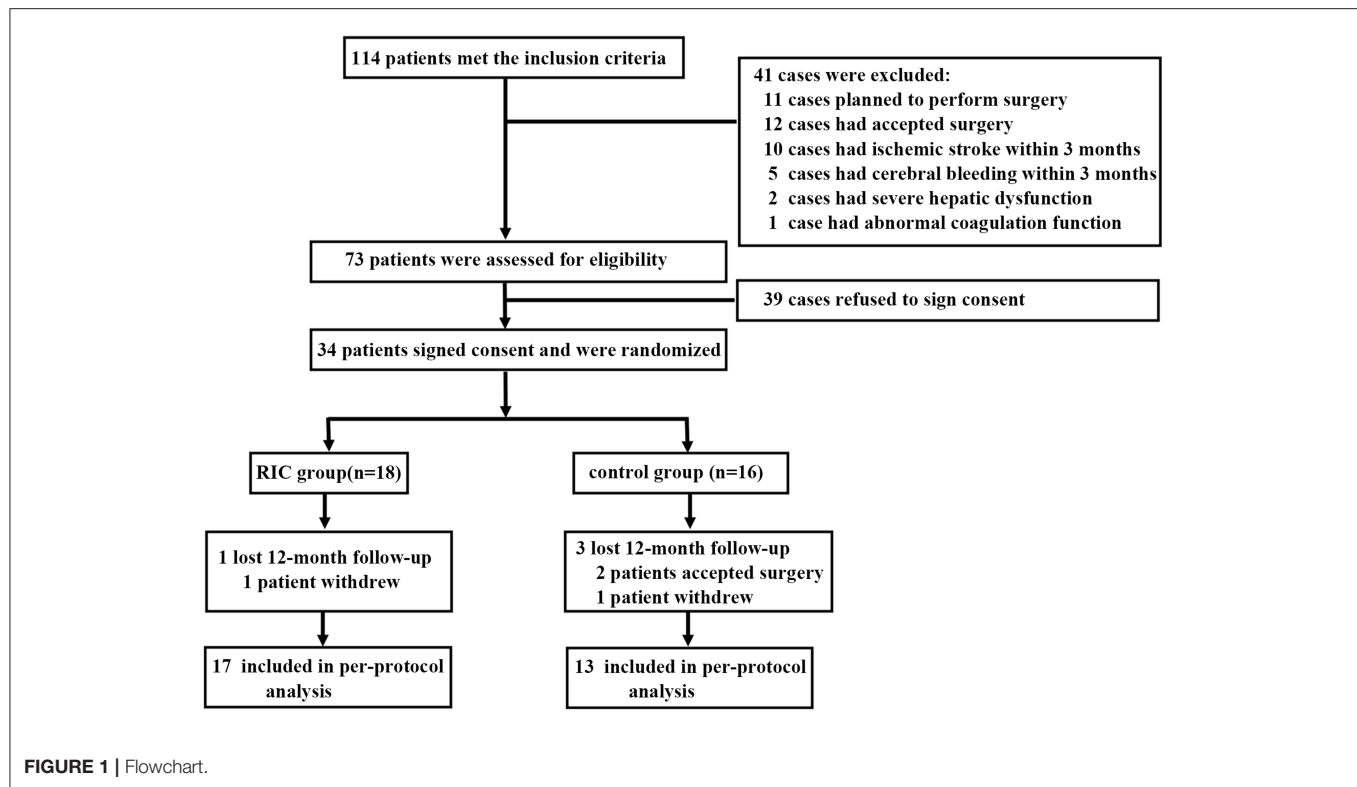 114 patients met the inclusion criteria
41 cases were excluded:
11 cases planned to perform surgery
12 cases had accepted surgery
10 cases had ischemic stroke within 3 months
5 cases had cerebral bleeding within 3 months
2 cases had severe hepatic dysfunction
1 case had abnormal coagulation function
73 patients were assessed for eligibility
39 cases refused to sign consent
34 patients signed consent and were randomized
RIC group(n=18)
control group (n=16)
1 lost 12-month follow-up
1 patient withdrew
3 lost 12-month follow-up
2 patients accepted surgery
1 patient withdrew
17 included in per-protocol
analysis
13 included in per-protocol
analysis
FIGURE 1 | Flowchart.